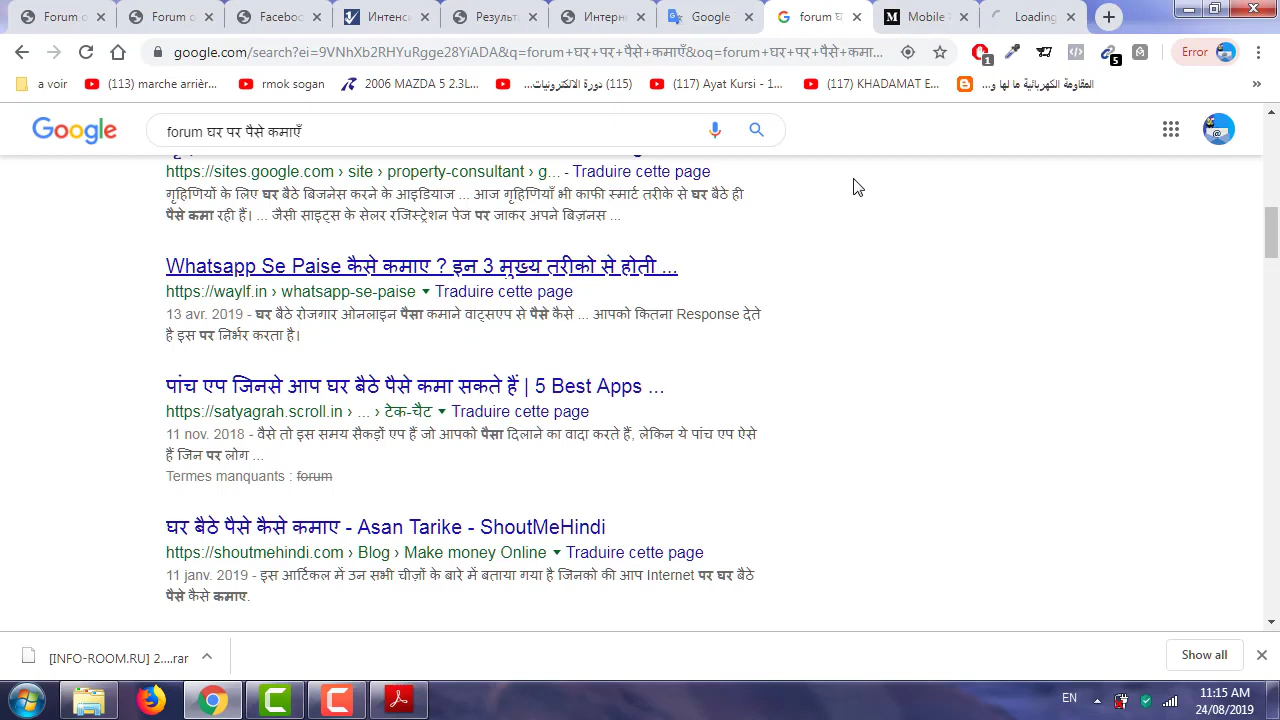 Forum d
Forum d
Facebo
Интенс
Результ
Интерн
Google
forum घ
Mobile
Loading
google.com/search?ei=9VNhXb2RHYuRgge28YiADA&q=forum+घर+पर+पैसे+कमाएँ&oq=forum+घर+पर+पैसे+कमा...
1
5
Error
a voir
(113) marche arrièr...
rmok sagran
2006 MAZDA 5 2.3L...
(115) دورة الالكترونيات...
(117) Ayat Kursi - 1...
(117) KHADAMAT E...
المقاومة الكهربائية ما لها و...
»
Google
forum घर पर पैसे कमाएँ
https://sites.google.com › site › property-consultant › g... - Traduire cette page
गृहिणियों के लिए घर बैठे बिजनेस करने के आइडियाज ... आज गृहिणियाँ भी काफी स्मार्ट तरीके से घर बैठे ही
पैसे कमा रही हैं। ... जैसी साइट्स के सेलर रजिस्ट्रेशन पेज पर जाकर अपने बिज़नस ...
Whatsapp Se Paise कैसे कमाए ? इन 3 मुख्य तरीको से होती ...
https://waylf.in › whatsapp-se-paise ▾ Traduire cette page
13 avr. 2019 - घर बैठे रोजगार ओनलाइन पैसा कमाने वाट्सएप से पैसे कैसे ... आपको कितना Response देते
है इस पर निर्भर करता है।
पांच एप जिनसे आप घर बैठे पैसे कमा सकते हैं | 5 Best Apps ...
https://satyagrah.scroll.in › ... › टेक-चैट ▾ Traduire cette page
11 nov. 2018 - वैसे तो इस समय सैकड़ों एप हैं जो आपको पैसा दिलाने का वादा करते हैं, लेकिन ये पांच एप ऐसे
हैं जिन पर लोग ...
Termes manquants : forum
घर बैठे पैसे कैसे कमाए - Asan Tarike - ShoutMeHindi
https://shoutmehindi.com › Blog › Make money Online ▾ Traduire cette page
11 janv. 2019 - इस आर्टिकल में उन सभी चीज़ों के बारे में बताया गया है जिनको की आप Internet पर घर बैठे
पैसे कैसे कमाए.
[INFO-ROOM.RU] 2....rar
Show all
EN
11:15 AM
24/08/2019